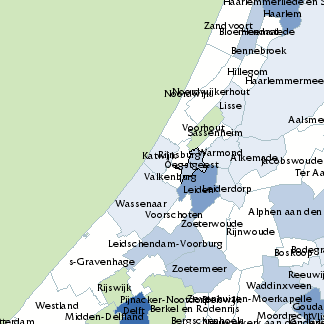 Haarlemmerliede en S
Haarlem
Zandvoort
Bloemendaal
Heemstede
Bennebroek
Hillegom
Haarlemmermee
Noordwijkerhout
Noordwijk
Lisse
Aalsme
Voorhout
Sassenheim
Katwijk
Rijnsburg
Warmond
Oegstgeest
Alkemade
Jacobswoude
Ter Aa
Valkenburg
Leiden
Leiderdorp
Wassenaar
Voorschoten
Alphen aan den
Zoeterwoude
Rijnwoude
Leidschendam-Voorburg
Bodegra
Boskoop
s-Gravenhage
Zoetermeer
Reeuwij
Rijswijk
Waddinxveen
Pijnacker-Nootdorp
Zevenhuizen-Moerkapelle
Westland
Delft
Berkel en Rodenrijs
Gouda
Midden-Delfland
Moordrecht
Bergschenhoek